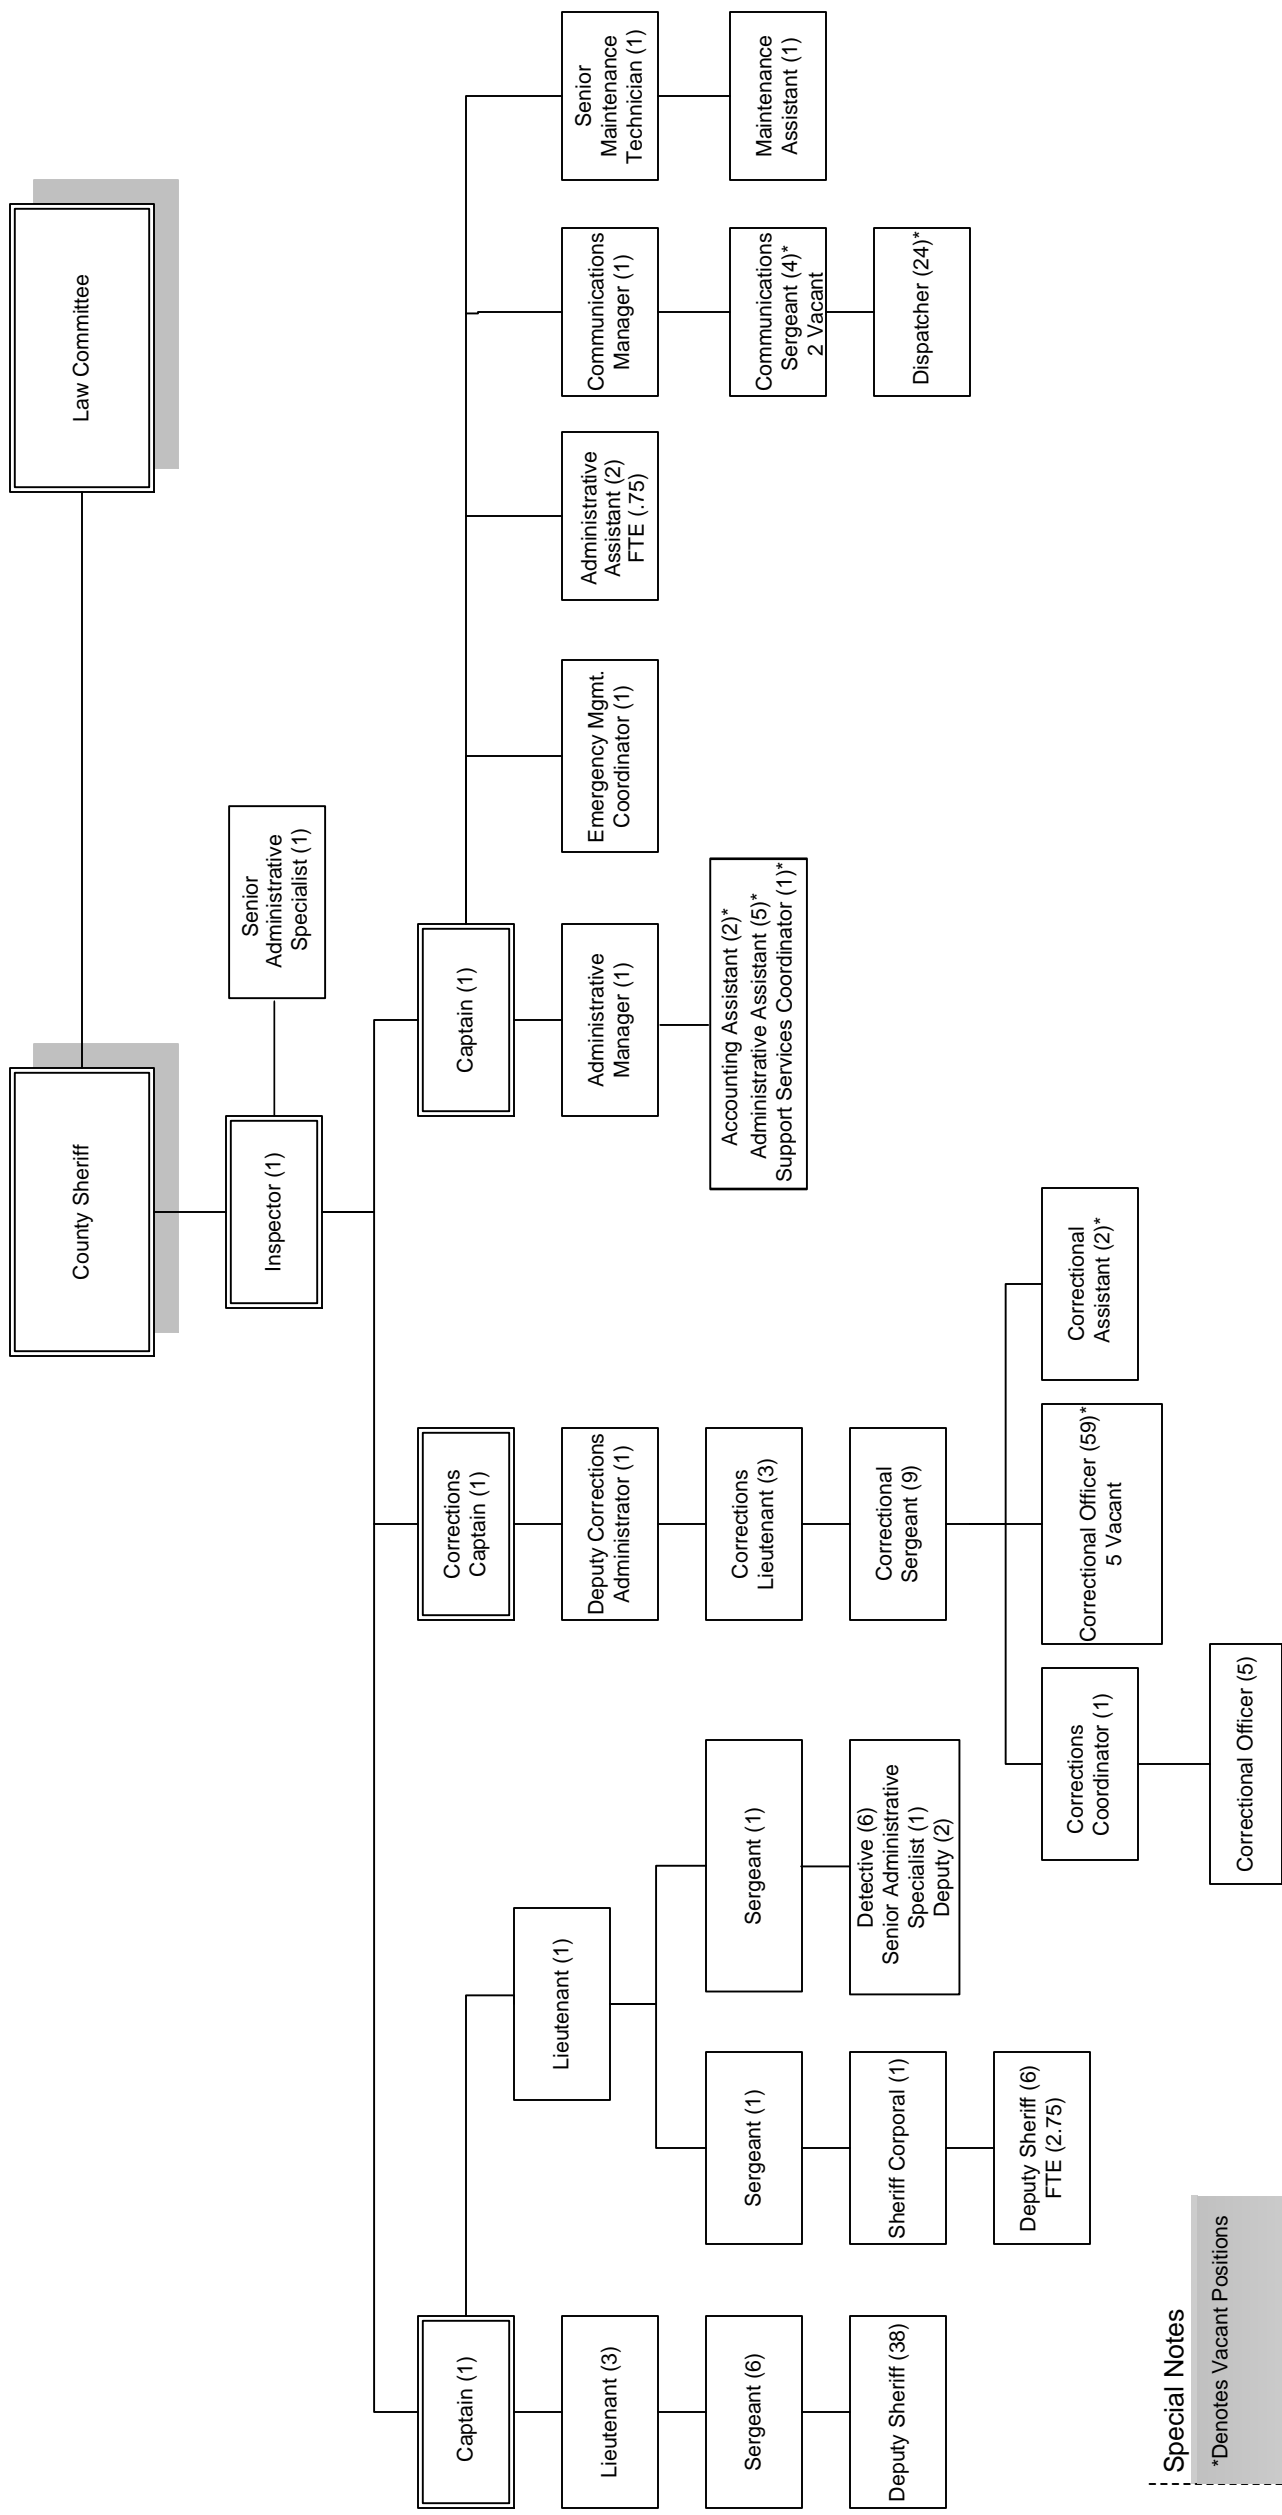 County Sheriff
Law Committee
Inspector (1)
Senior
Administrative
Specialist (1)
Captain (1)
Corrections
Captain (1)
Captain (1)
Lieutenant (1)
Lieutenant (3)
Deputy Corrections
Administrator (1)
Administrative
Manager (1)
Emergency Mgmt.
Coordinator (1)
Administrative
Assistant (2)
FTE (.75)
Communications
Manager (1)
Senior
Maintenance
Technician (1)
Sergeant (6)
Sergeant (1)
Sergeant (1)
Corrections
Lieutenant (3)
Accounting Assistant (2)*
Administrative Assistant (5)*
Support Services Coordinator (1)*
Communications
Sergeant (4)*
2 Vacant
Maintenance
Assistant (1)
Deputy Sheriff (38)
Sheriff Corporal (1)
Detective (6)
Senior Administrative
Specialist (1)
Deputy (2)
Correctional
Sergeant (9)
Dispatcher (24)*
Deputy Sheriff (6)
FTE (2.75)
Corrections
Coordinator (1)
Correctional Officer (59)*
5 Vacant
Correctional
Assistant (2)*
Correctional Officer (5)
Special Notes
*Denotes Vacant Positions